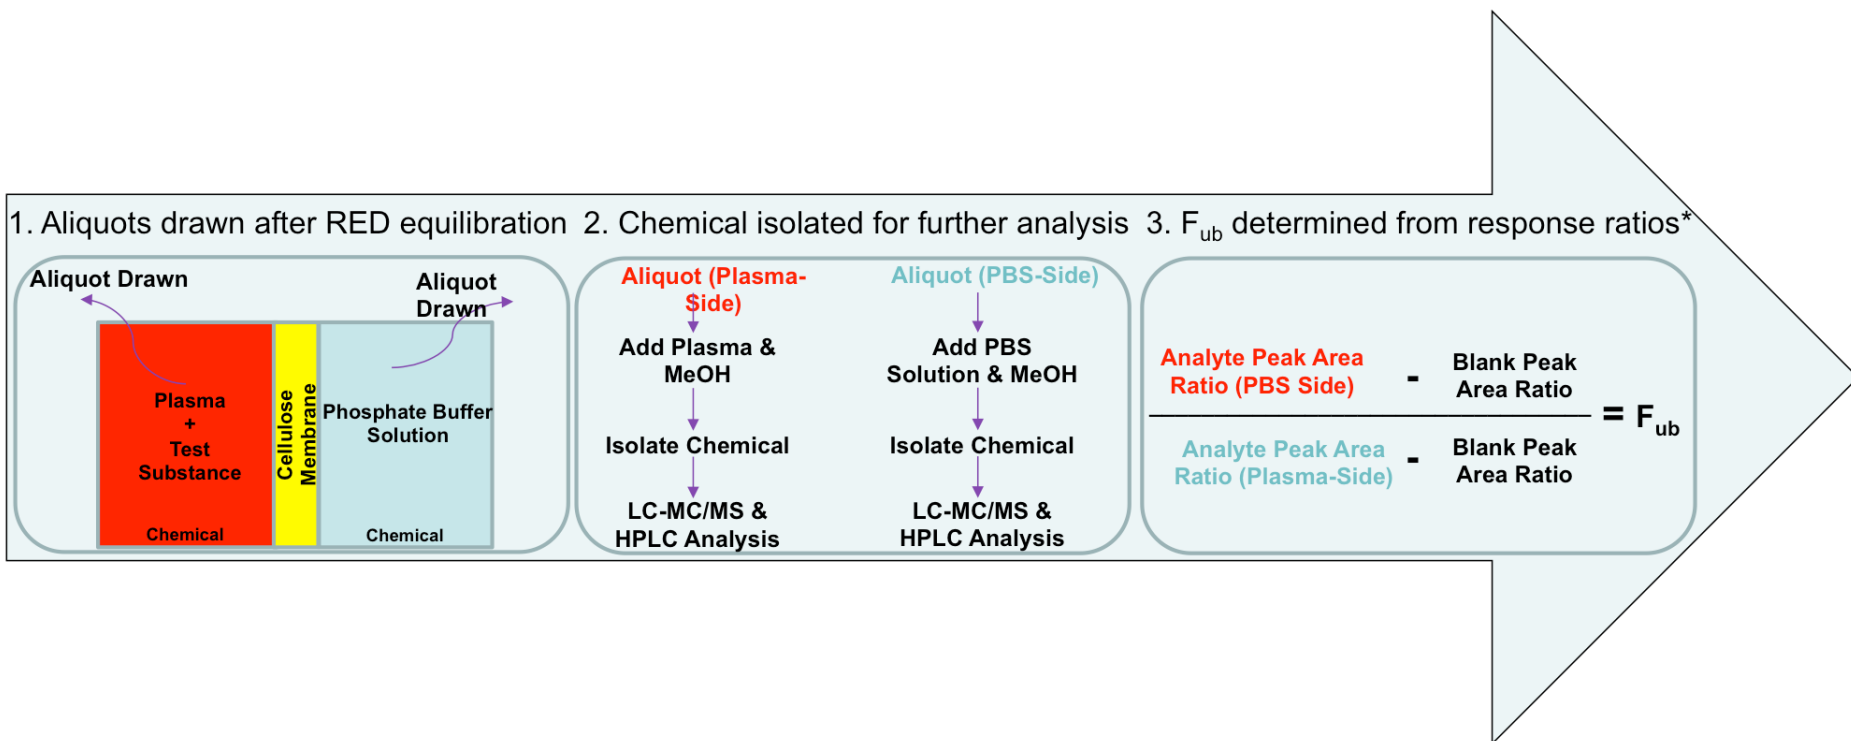 1. Aliquots drawn after RED equilibration
2. Chemical isolated for further analysis
3. Fub determined from response ratios*
Aliquot Drawn
Aliquot
Drawn
Plasma
+
Test
Substance
Chemical
Cellulose
Membrane
Phosphate Buffer
Solution
Chemical
Aliquot (Plasma-
Side)
Add Plasma &
MeOH
Isolate Chemical
LC-MC/MS &
HPLC Analysis
Aliquot (PBS-Side)
Add PBS
Solution & MeOH
Isolate Chemical
LC-MC/MS &
HPLC Analysis
Analyte Peak Area
Ratio (PBS Side)
-
Blank Peak
Area Ratio
Analyte Peak Area
Ratio (Plasma-Side)
-
Blank Peak
Area Ratio
= Fub